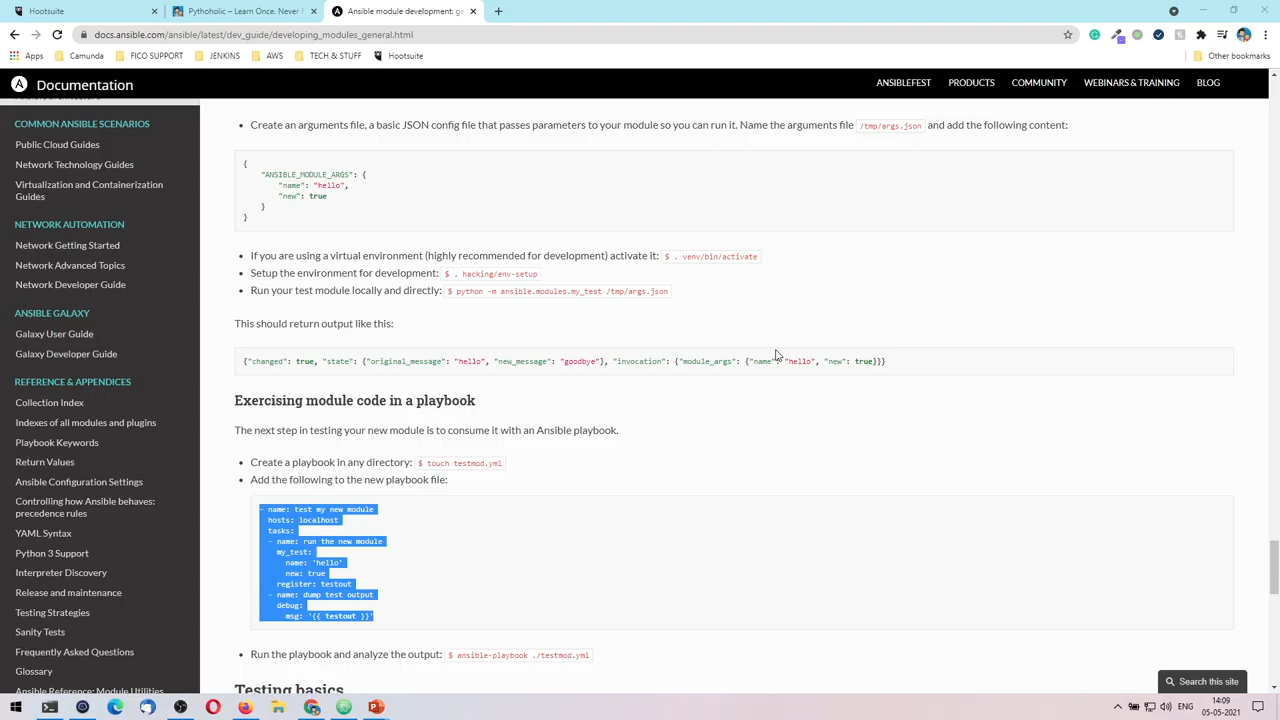 Hootsuite
Pythoholic – Learn Once. Never
Ansible module development: ge
docs.ansible.com/ansible/latest/dev_guide/developing_modules_general.html
Apps
Camunda
FICO SUPPORT
JENKINS
AWS
TECH & STUFF
Hootsuite
Other bookmarks
Documentation
ANSIBLEFEST
PRODUCTS
COMMUNITY
WEBINARS & TRAINING
BLOG
COMMON ANSIBLE SCENARIOS
Public Cloud Guides
Network Technology Guides
Virtualization and Containerization
Guides
NETWORK AUTOMATION
Network Getting Started
Network Advanced Topics
Network Developer Guide
ANSIBLE GALAXY
Galaxy User Guide
Galaxy Developer Guide
REFERENCE & APPENDICES
Collection Index
Indexes of all modules and plugins
Playbook Keywords
Return Values
Ansible Configuration Settings
Controlling how Ansible behaves:
precedence rules
YAML Syntax
Python 3 Support
Interpreter Discovery
Release and maintenance
Testing Strategies
Sanity Tests
Frequently Asked Questions
Glossary
Ansible Reference: Module Utilities
• Create an arguments file, a basic JSON config file that passes parameters to your module so you can run it. Name the arguments file /tmp/args.json and add the following content:
{
"ANSIBLE_MODULE_ARGS": {
"name": "hello",
"new": true
}
}
• If you are using a virtual environment (highly recommended for development) activate it: $ . venv/bin/activate
• Setup the environment for development: $ . hacking/env-setup
• Run your test module locally and directly: $ python -m ansible.modules.my_test /tmp/args.json
This should return output like this:
{"changed": true, "state": {"original_message": "hello", "new_message": "goodbye"}, "invocation": {"module_args": {"name": "hello", "new": true}}}
Exercising module code in a playbook
The next step in testing your new module is to consume it with an Ansible playbook.
• Create a playbook in any directory: $ touch testmod.yml
• Add the following to the new playbook file:
- name: test my new module
hosts: localhost
tasks:
- name: run the new module
my_test:
name: 'hello'
new: true
register: testout
- name: dump test output
debug:
msg: '{{ testout }}'
• Run the playbook and analyze the output: $ ansible-playbook ./testmod.yml
Testing basics
Search this site
ENG
14:09
05-05-2021